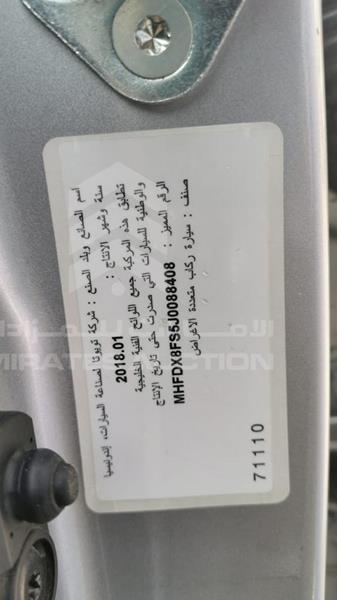 اسم الصانع وبلد الصنع : شركة تويوتا لصناعة السيارات، إندونيسيا
سنة وشهر الإنتاج : 2018.01
تطابق هذه المركبة جميع اللوائح الفنية الخليجية
والوطنية للسيارات التي صدرت حتى تاريخ الإنتاج
الرقم المميز : MHFDX8FS5J0088408
صنف : سيارة ركاب متعددة الأغراض
71110